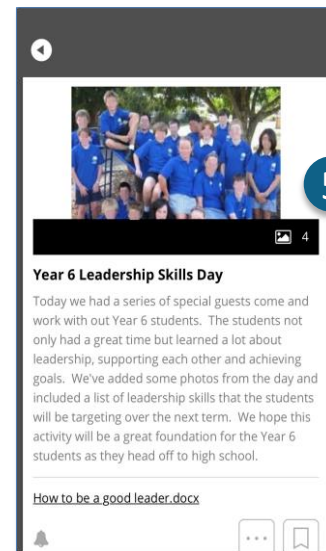 4
Year 6 Leadership Skills Day
Today we had a series of special guests come and
work with out Year 6 students. The students not
only had a great time but learned a lot about
leadership, supporting each other and achieving
goals. We've added some photos from the day and
included a list of leadership skills that the students
will be targeting over the next term. We hope this
activity will be a great foundation for the Year 6
students as they head off to high school.
How to be a good leader.docx